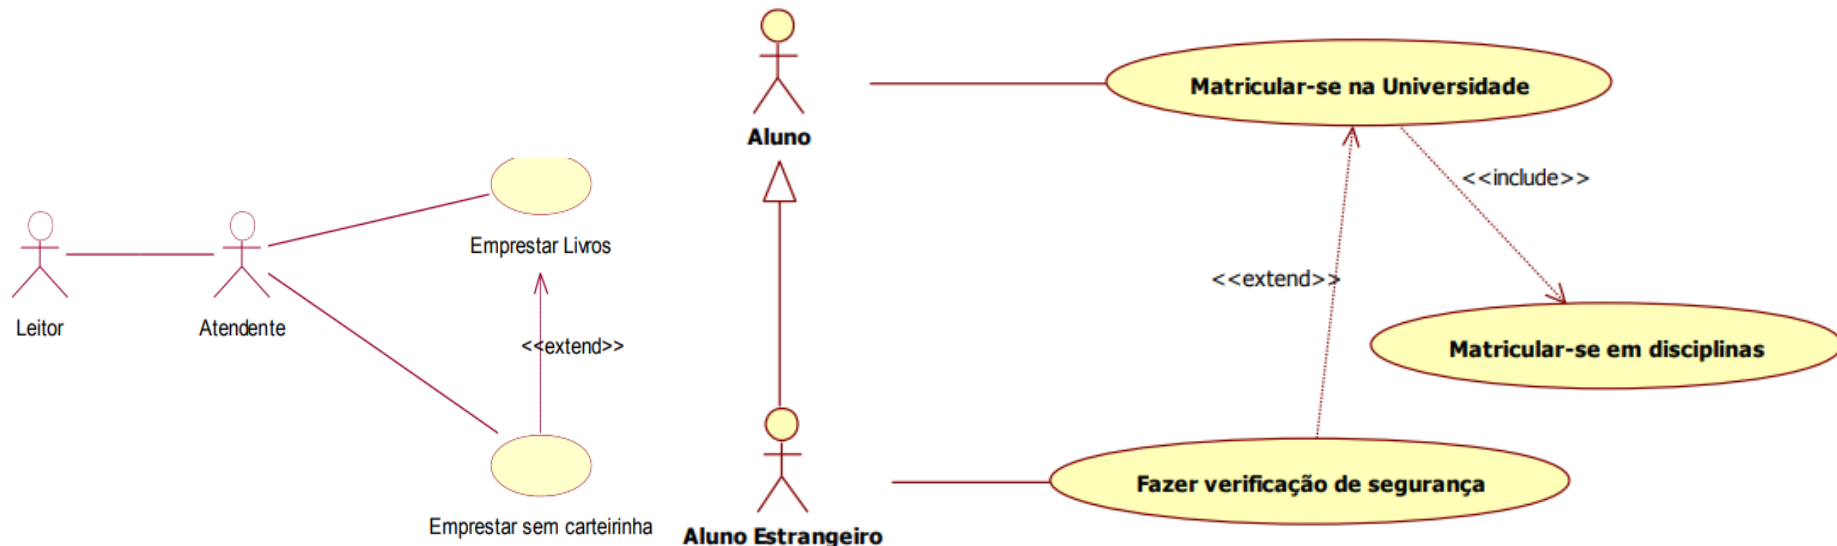 Leitor
Atendente
Emprestar Livros
<<extend>>
Emprestar sem carteirinha
Aluno
Matricular-se na Universidade
<<include>>
<<extend>>
Matricular-se em disciplinas
Fazer verificação de segurança
Aluno Estrangeiro